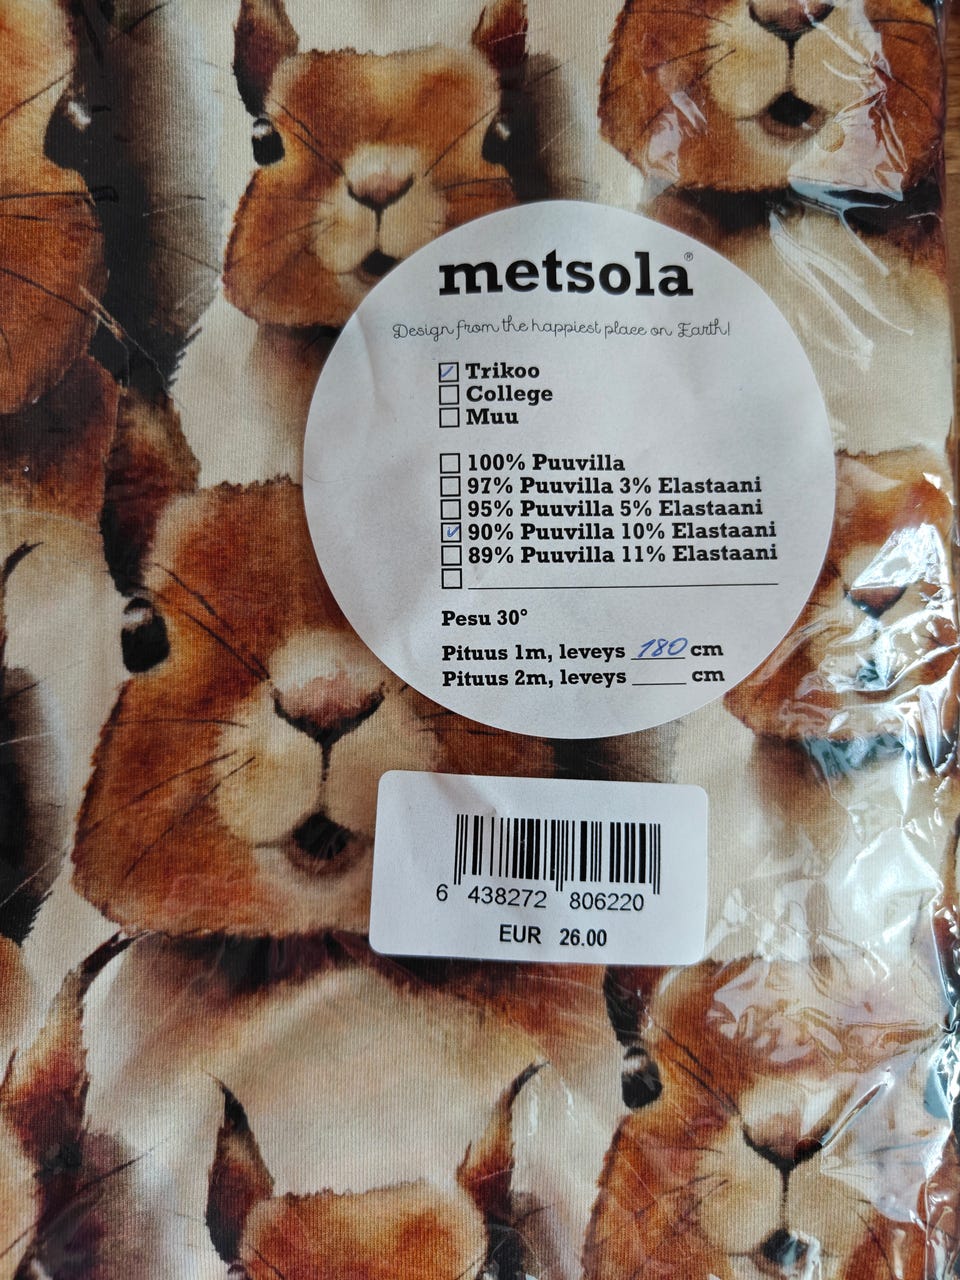 metsola®
Design from the happiest place on Earth!
☑ Trikoo
☐ College
☐ Muu
☐ 100% Puuvilla
☐ 97% Puuvilla 3% Elastaani
☐ 95% Puuvilla 5% Elastaani
☑ 90% Puuvilla 10% Elastaani
☐ 89% Puuvilla 11% Elastaani
☐ ____________________
Pesu 30°
Pituus 1m, leveys 180 cm
Pituus 2m, leveys _____ cm
6 438272 806220
EUR 26.00